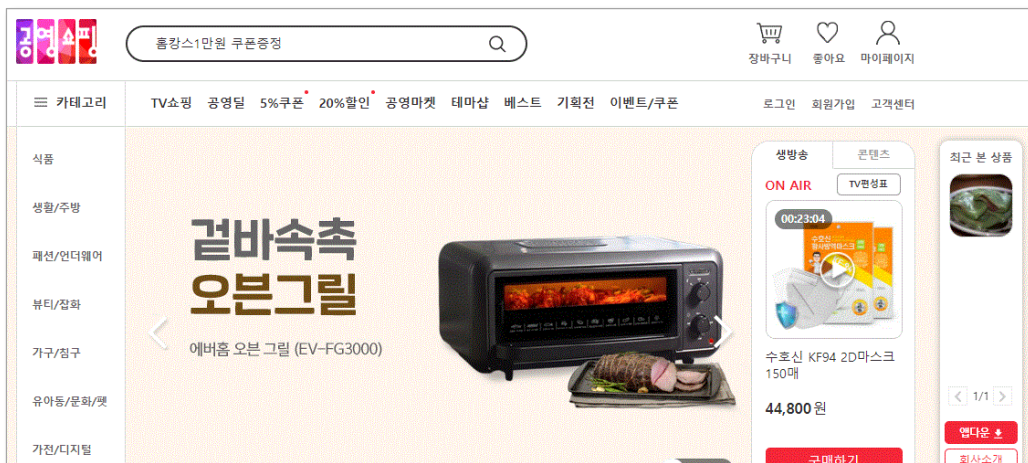 공영쇼핑
홈캉스1만원 쿠폰증정
장바구니 좋아요 마이페이지
카테고리 TV쇼핑 공영딜 5%쿠폰 20%할인 공영마켓 테마샵 베스트 기획전 이벤트/쿠폰 로그인 회원가입 고객센터
식품
생활/주방
패션/언더웨어
뷰티/잡화
가구/침구
유아동/문화/펫
가전/디지털
겉바속촉
오븐그릴
에버홈 오븐 그릴 (EV-FG3000)
생방송 콘텐츠
ON AIR TV편성표
00:23:04
수호신
수호신 KF94 2D마스크
150매
44,800원
구매하기
최근 본 상품
1/1
앱다운
회사소개